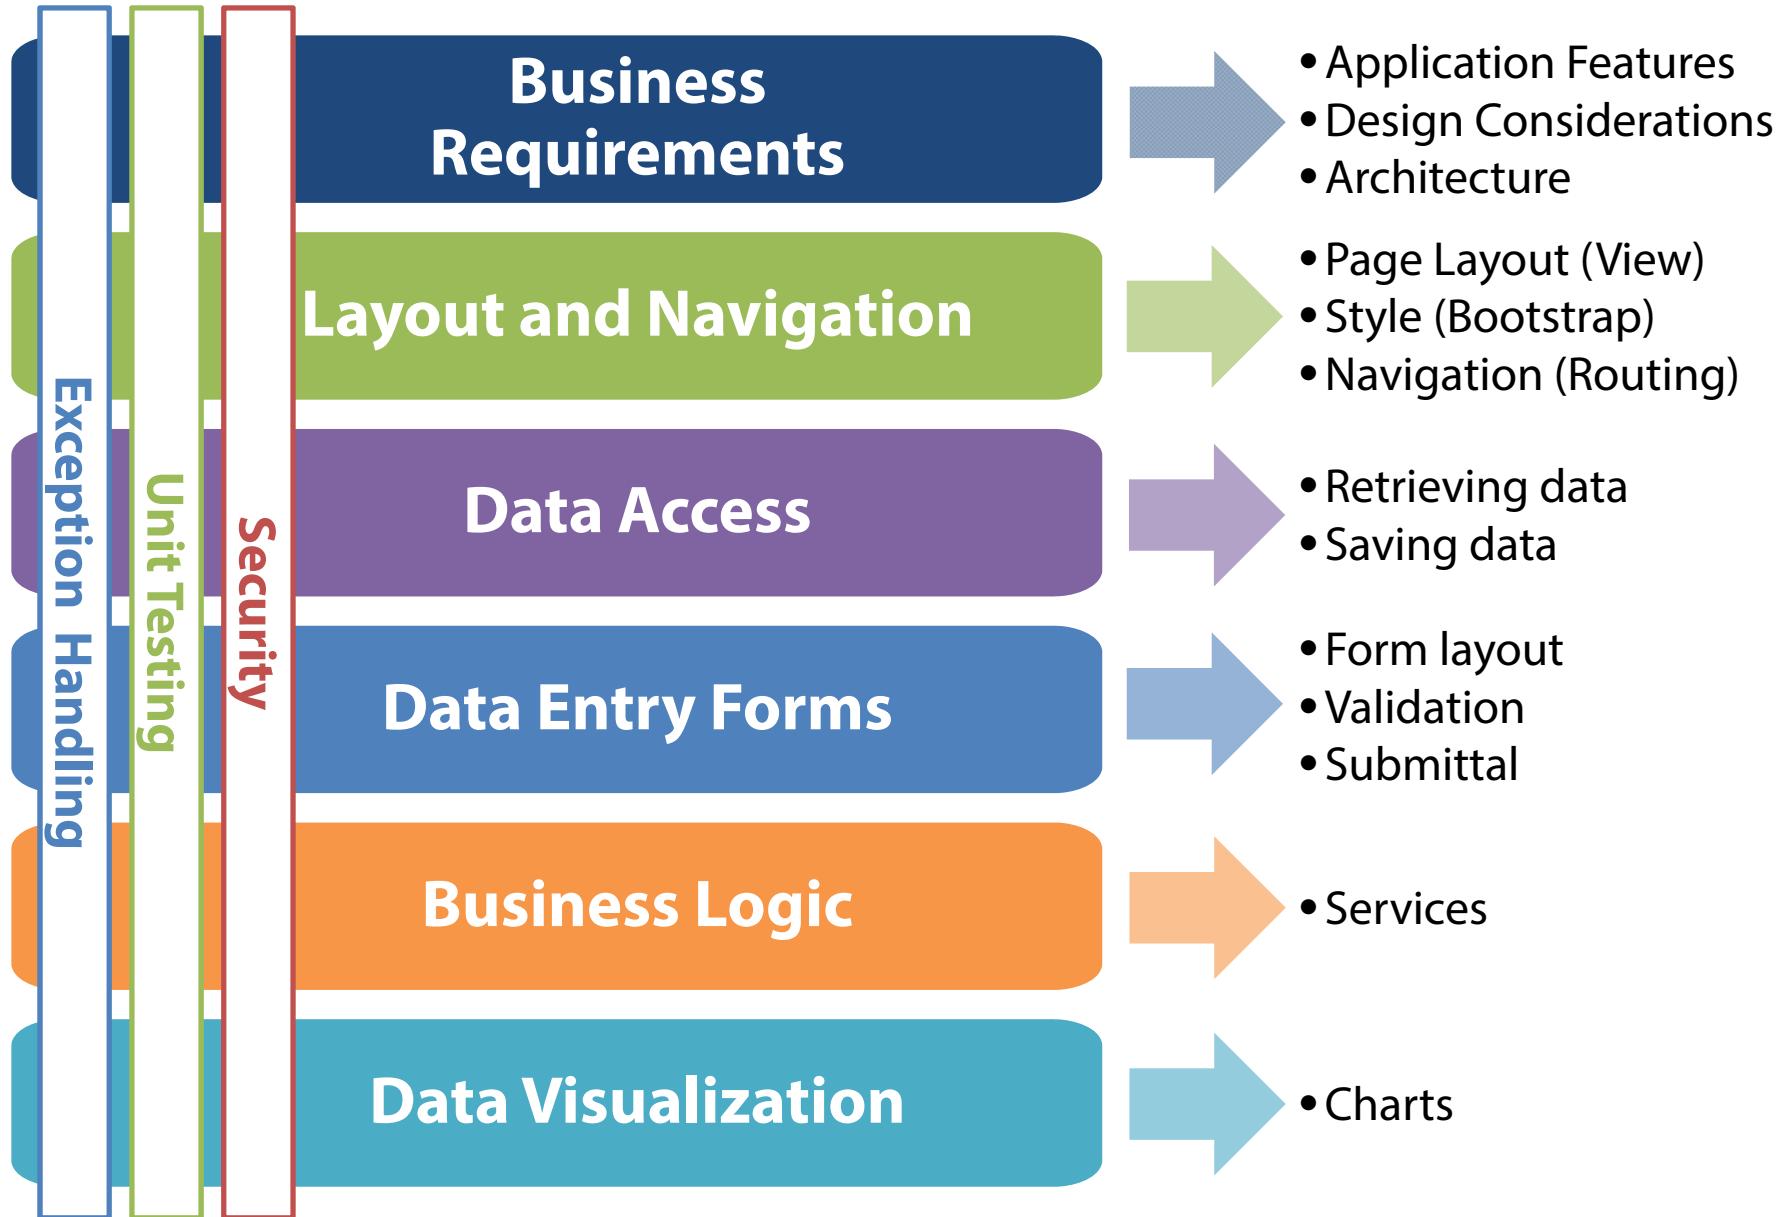 Exception Handling
Unit Testing
Security
Business
Requirements
• Application Features
• Design Considerations
• Architecture
Layout and Navigation
• Page Layout (View)
• Style (Bootstrap)
• Navigation (Routing)
Data Access
• Retrieving data
• Saving data
Data Entry Forms
• Form layout
• Validation
• Submittal
Business Logic
• Services
Data Visualization
• Charts